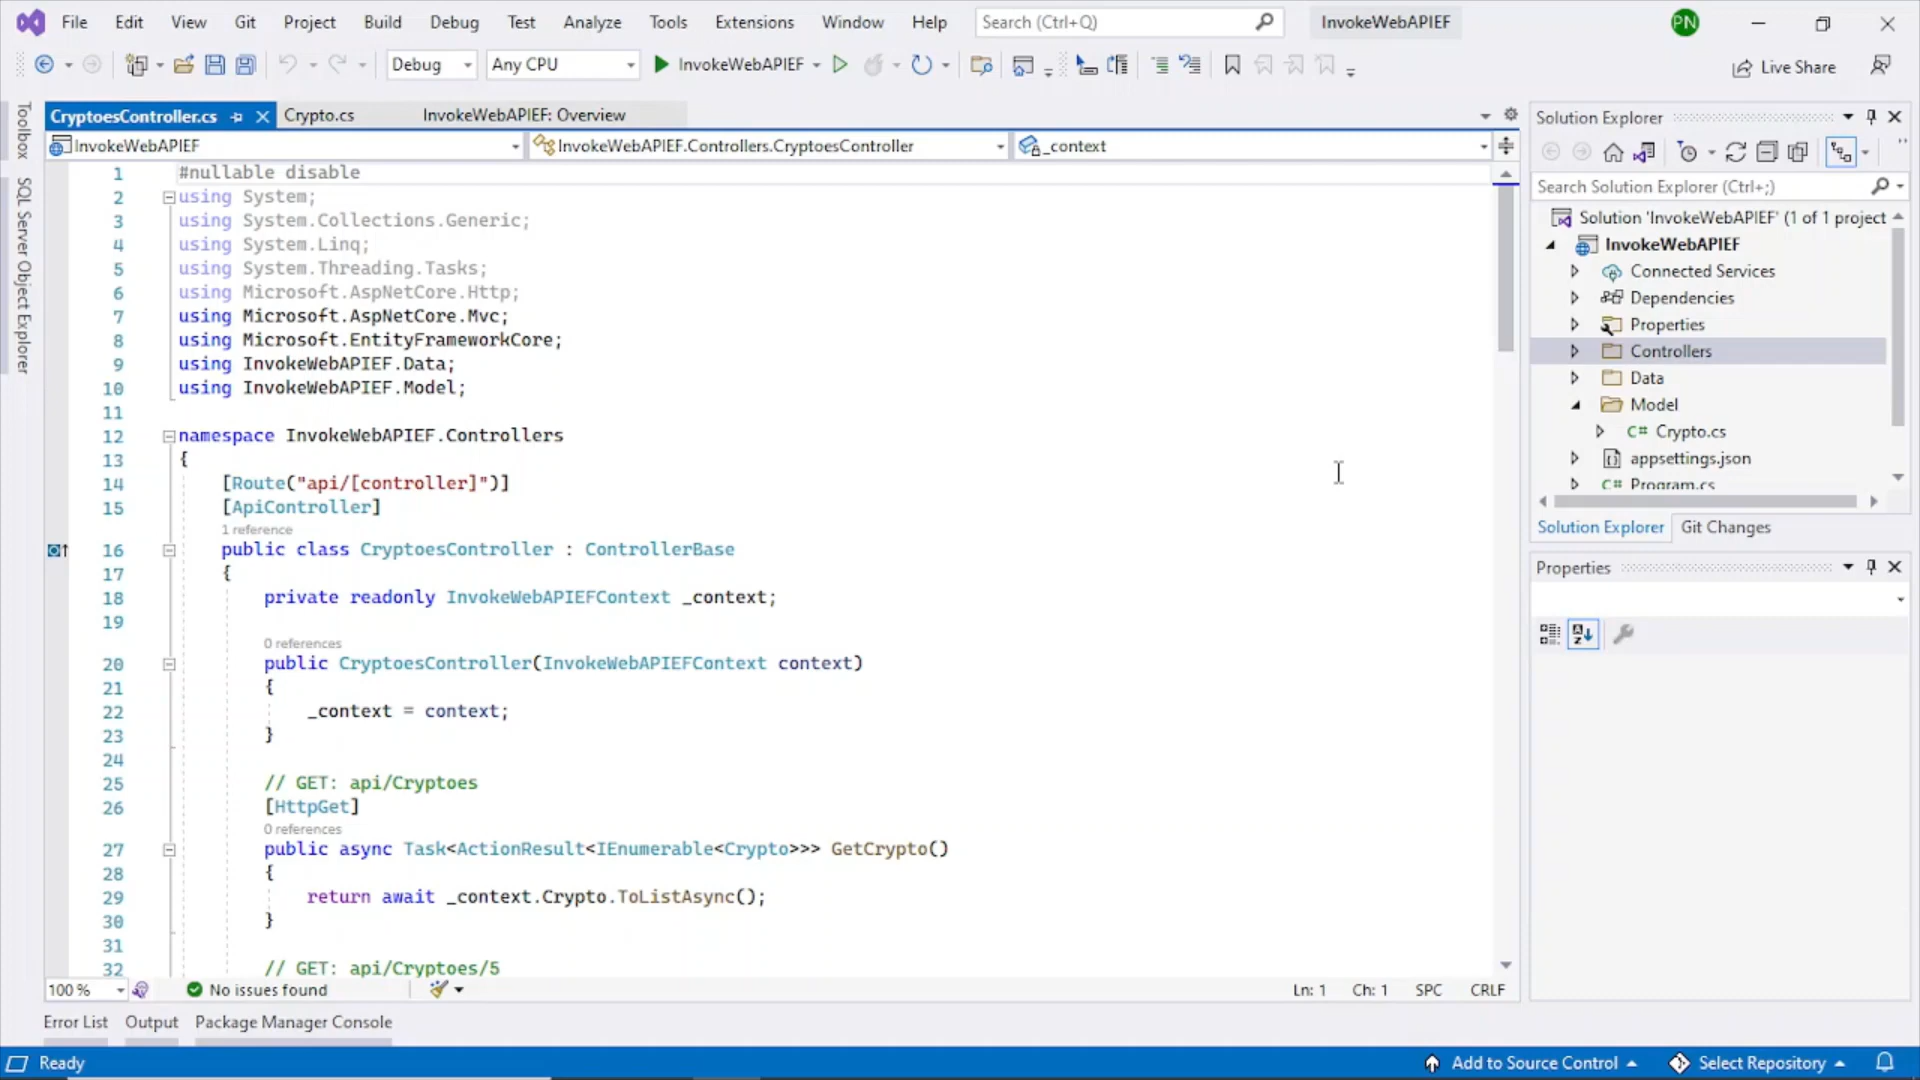 File Edit View Git Project Build Debug Test Analyze Tools Extensions Window Help Search (Ctrl+Q) InvokeWebAPIEF PN
Debug Any CPU InvokeWebAPIEF Live Share
Toolbox
SQL Server Object Explorer
CryptoesController.cs Crypto.cs InvokeWebAPIEF: Overview
InvokeWebAPIEF InvokeWebAPIEF.Controllers.CryptoesController _context
1 #nullable disable
2 using System;
3 using System.Collections.Generic;
4 using System.Linq;
5 using System.Threading.Tasks;
6 using Microsoft.AspNetCore.Http;
7 using Microsoft.AspNetCore.Mvc;
8 using Microsoft.EntityFrameworkCore;
9 using InvokeWebAPIEF.Data;
10 using InvokeWebAPIEF.Model;
11
12 namespace InvokeWebAPIEF.Controllers
13 {
14 [Route("api/[controller]")]
15 [ApiController]
1 reference
16 public class CryptoesController : ControllerBase
17 {
18 private readonly InvokeWebAPIEFContext _context;
19
0 references
20 public CryptoesController(InvokeWebAPIEFContext context)
21 {
22 _context = context;
23 }
24
25 // GET: api/Cryptoes
26 [HttpGet]
0 references
27 public async Task<ActionResult<IEnumerable<Crypto>>> GetCrypto()
28 {
29 return await _context.Crypto.ToListAsync();
30 }
31
32 // GET: api/Cryptoes/5
100 % No issues found Ln: 1 Ch: 1 SPC CRLF
Solution Explorer
Search Solution Explorer (Ctrl+;)
Solution 'InvokeWebAPIEF' (1 of 1 project
InvokeWebAPIEF
Connected Services
Dependencies
Properties
Controllers
Data
Model
C# Crypto.cs
appsettings.json
C# Program.cs
Solution Explorer Git Changes
Properties
Error List Output Package Manager Console
Ready Add to Source Control Select Repository